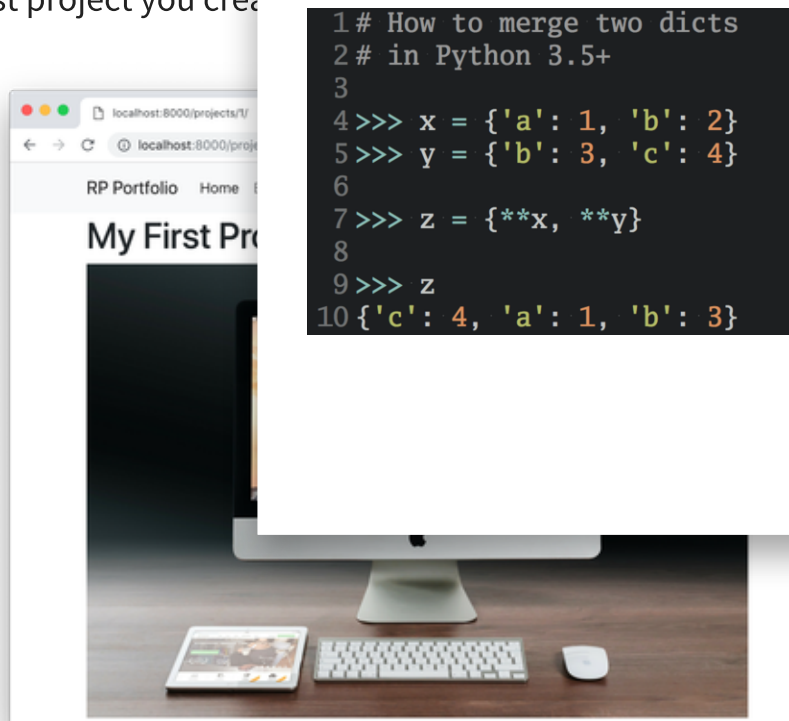 st project you crea
localhost:8000/projects/1/
localhost:8000/proje
RP Portfolio Home
My First Pro
1 # How to merge two dicts
2 # in Python 3.5+
3
4 >>> x = {'a': 1, 'b': 2}
5 >>> y = {'b': 3, 'c': 4}
6
7 >>> z = {**x, **y}
8
9 >>> z
10 {'c': 4, 'a': 1, 'b': 3}